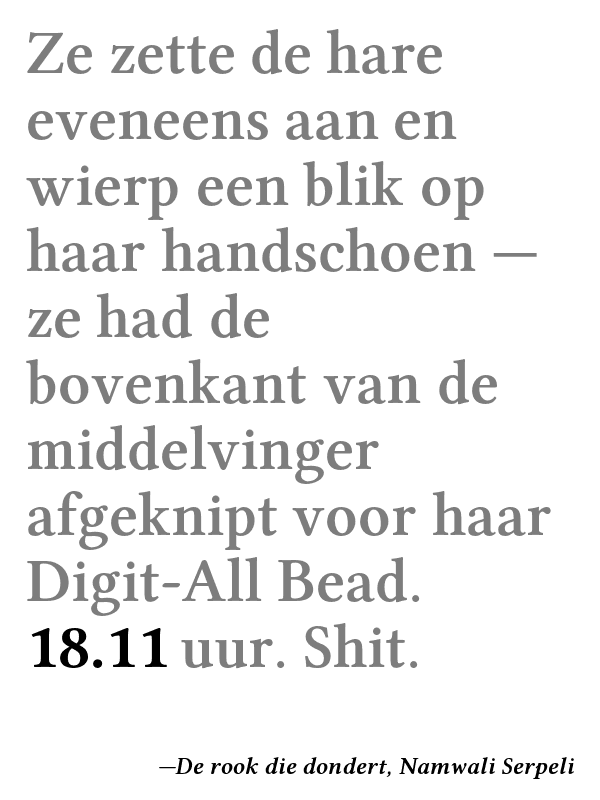 Ze zette de hare
eveneens aan en
wierp een blik op
haar handschoen —
ze had de
bovenkant van de
middelvinger
afgeknipt voor haar
Digit-All Bead.
18.11 uur. Shit.
—De rook die dondert, Namwali Serpeli